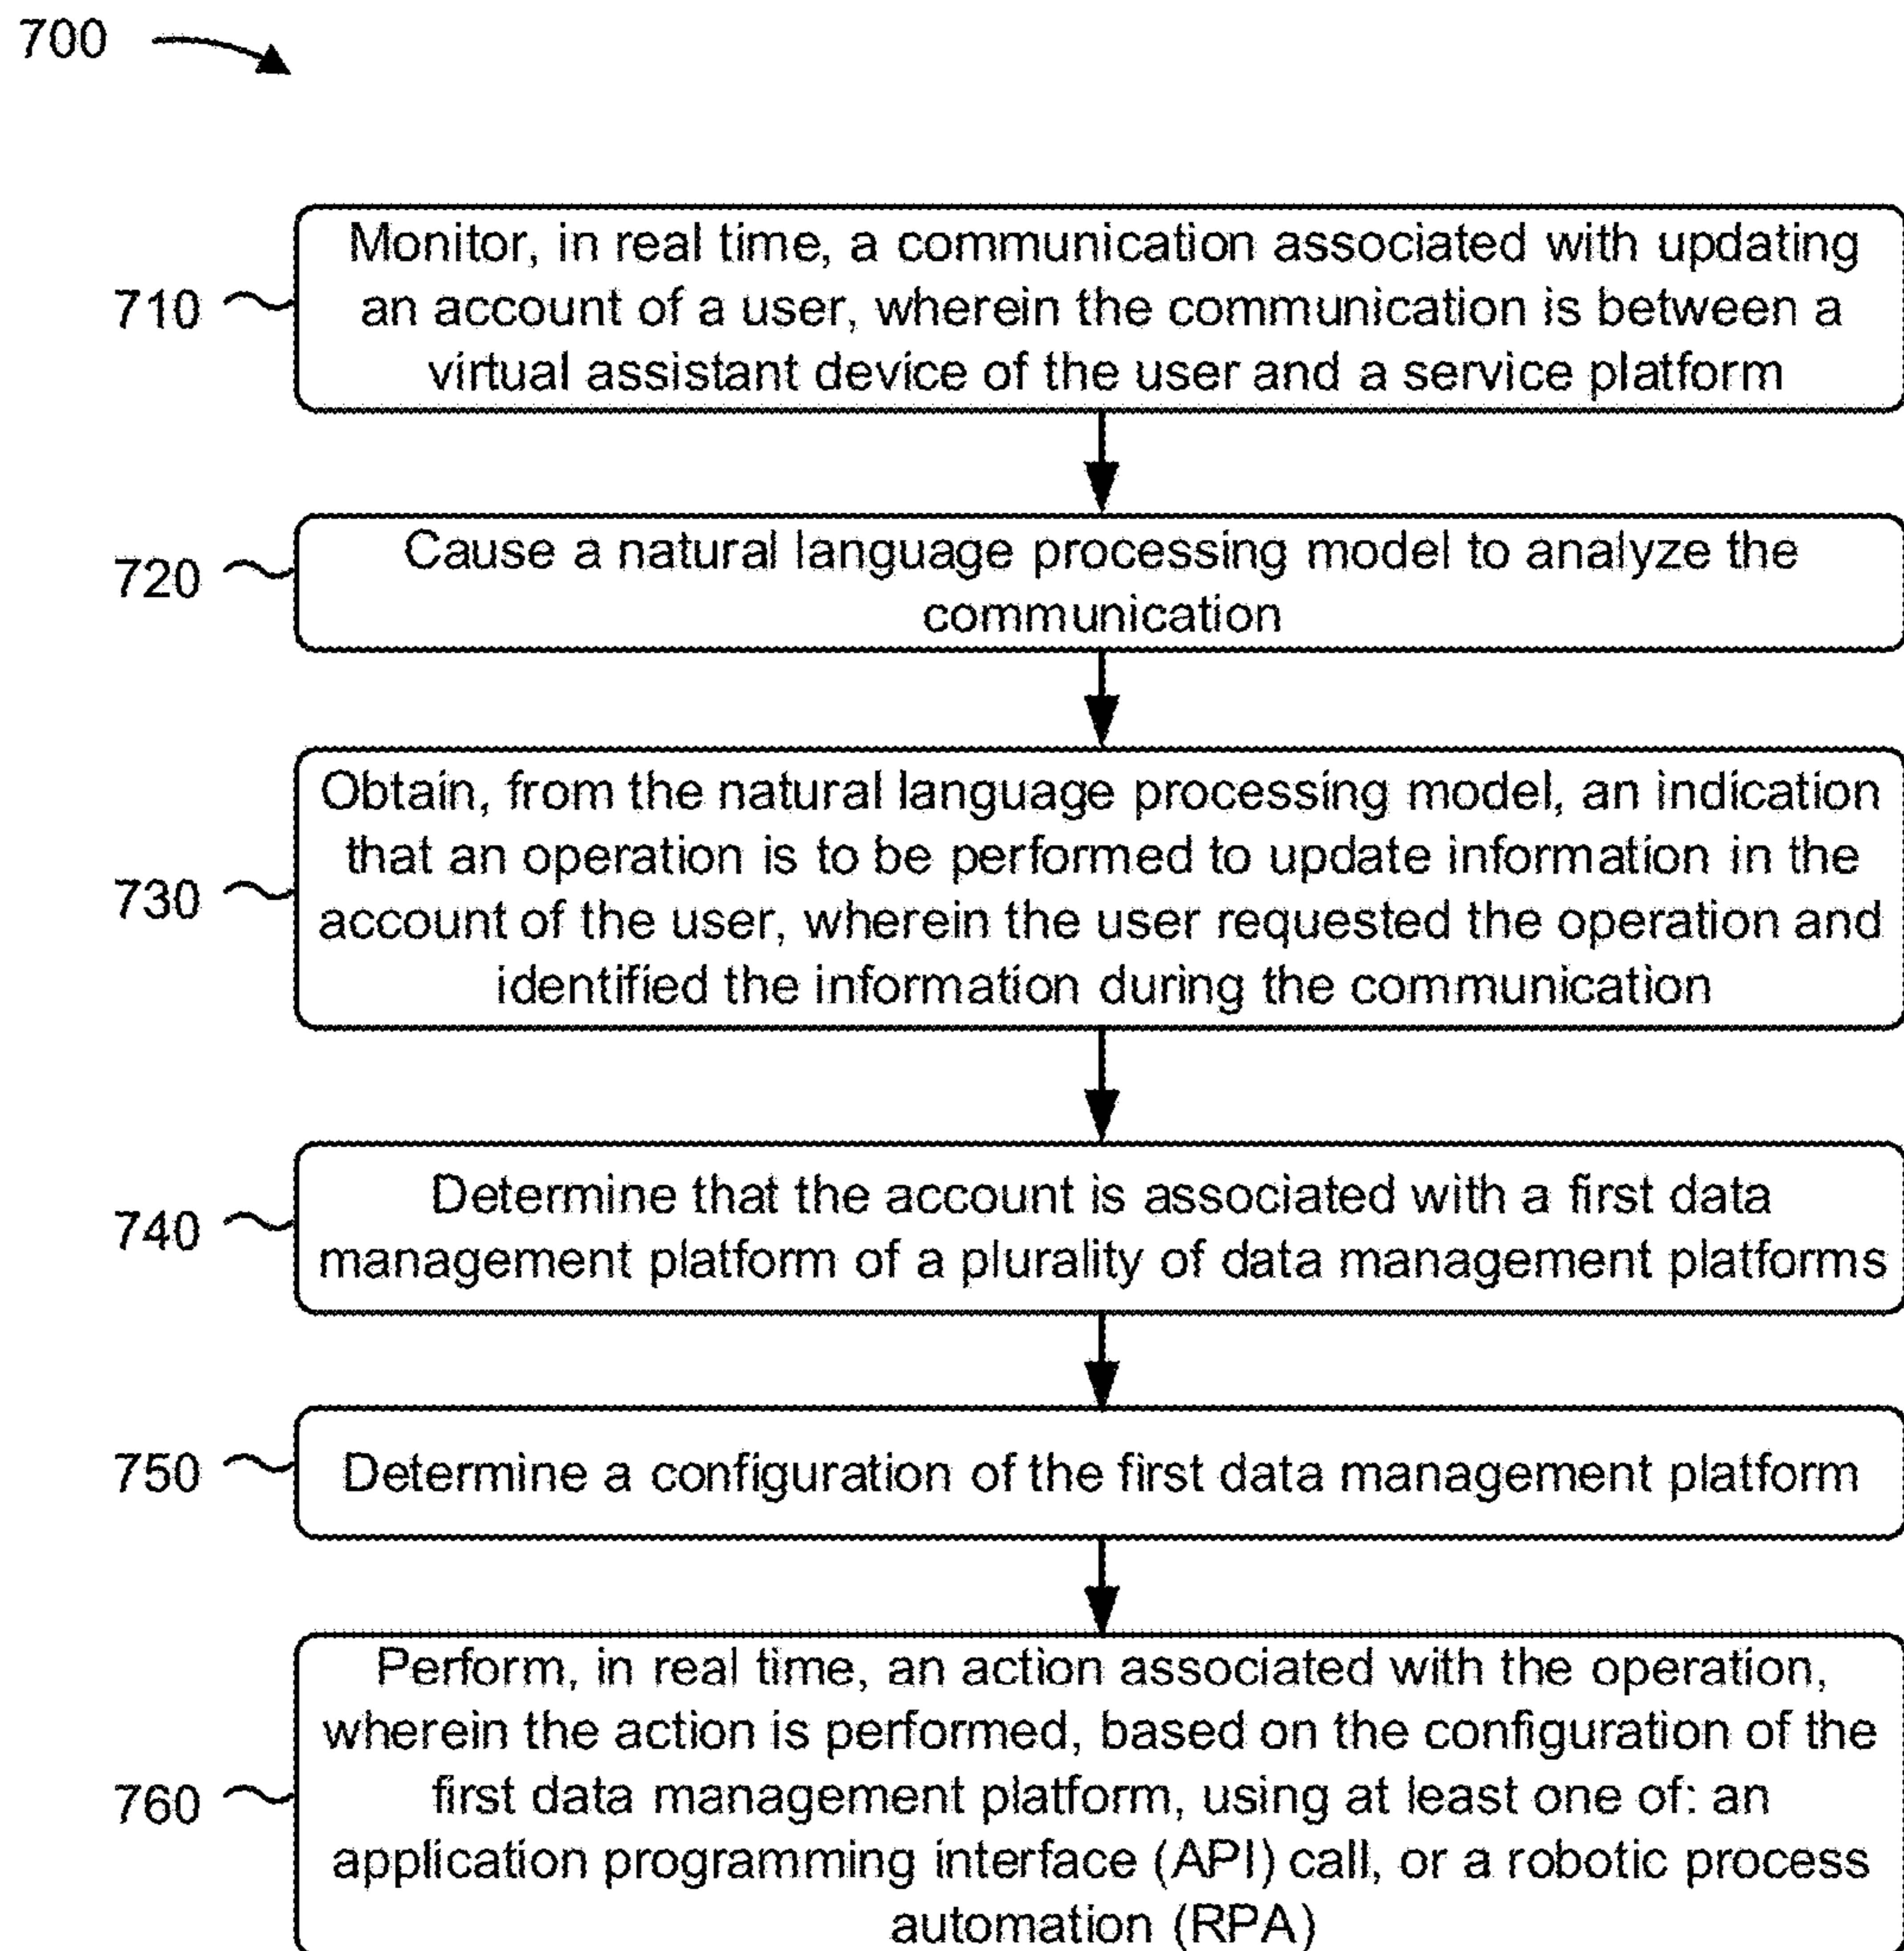 700
710
Monitor, in real time, a communication associated with updating
an account of a user, wherein the communication is between a
virtual assistant device of the user and a service platform
720
Cause a natural language processing model to analyze the
communication
730
Obtain, from the natural language processing model, an indication
that an operation is to be performed to update information in the
account of the user, wherein the user requested the operation and
identified the information during the communication
740
Determine that the account is associated with a first data
management platform of a plurality of data management platforms
750
Determine a configuration of the first data management platform
760
Perform, in real time, an action associated with the operation,
wherein the action is performed, based on the configuration of the
first data management platform, using at least one of: an
application programming interface (API) call, or a robotic process
automation (RPA)